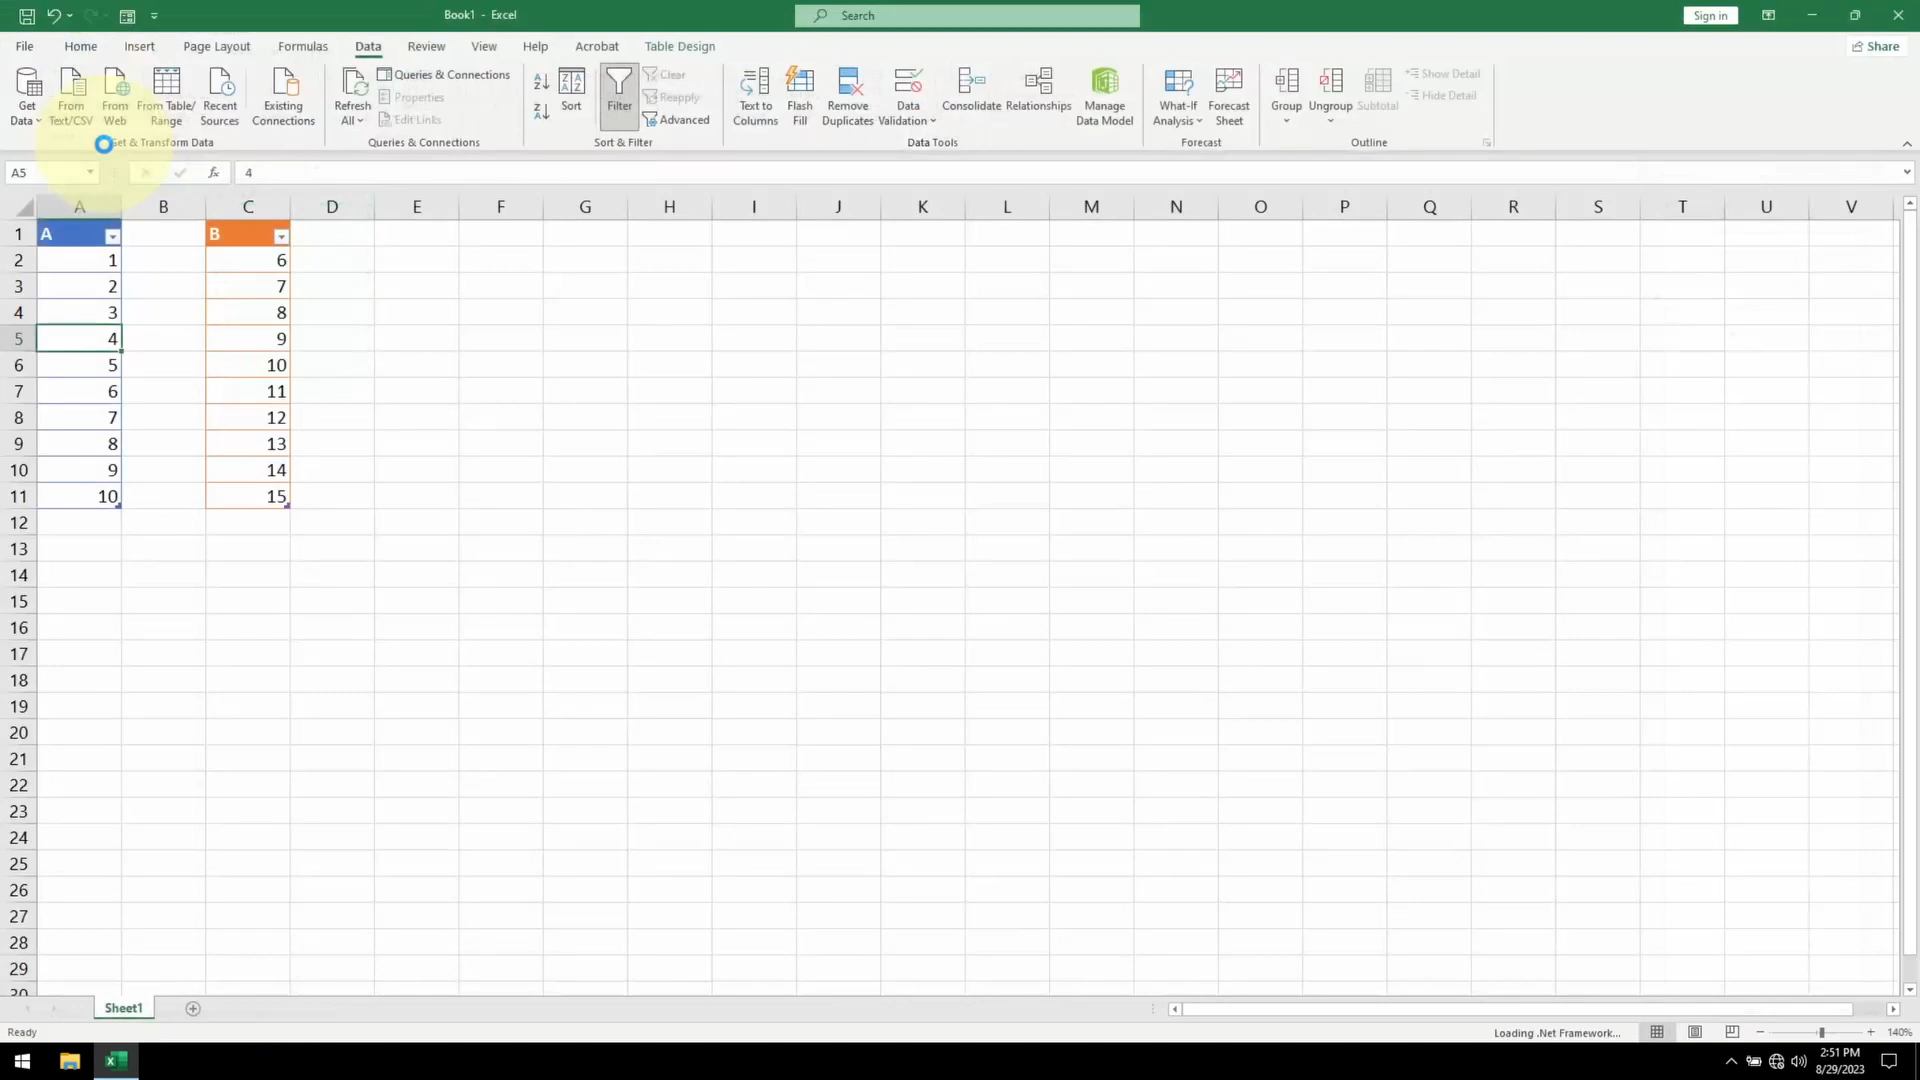 Book1 - Excel
Search
Sign in
File Home Insert Page Layout Formulas Data Review View Help Acrobat Table Design
Share
Get Data
From Text/CSV
From Web
From Table/ Range
Recent Sources
Existing Connections
Get & Transform Data
Refresh All
Queries & Connections
Properties
Edit Links
Queries & Connections
Sort
Filter
Clear
Reapply
Advanced
Sort & Filter
Text to Columns
Flash Fill
Remove Duplicates
Data Validation
Consolidate
Relationships
Manage Data Model
Data Tools
What-If Analysis
Forecast Sheet
Forecast
Group
Ungroup
Subtotal
Show Detail
Hide Detail
Outline
A5 fx 4
A B C D E F G H I J K L M N O P Q R S T U V
1 A B
2 1 6
3 2 7
4 3 8
5 4 9
6 5 10
7 6 11
8 7 12
9 8 13
10 9 14
11 10 15
12
13
14
15
16
17
18
19
20
21
22
23
24
25
26
27
28
29
30
Sheet1
Ready
Loading .Net Framework...
140%
2:51 PM
8/29/2023